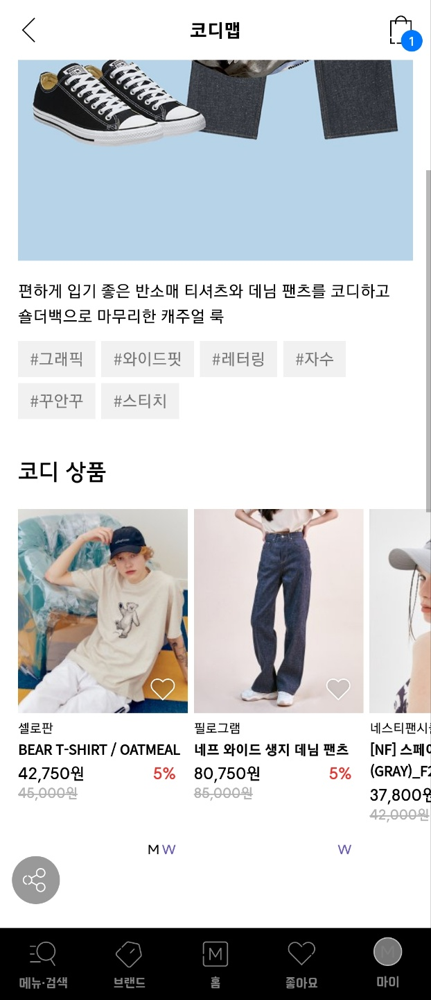 코디맵
1
편하게 입기 좋은 반소매 티셔츠와 데님 팬츠를 코디하고
숄더백으로 마무리한 캐주얼 룩
#그래픽 #와이드핏 #레터링 #자수
#꾸안꾸 #스티치
코디 상품
셀로판
BEAR T-SHIRT / OATMEAL
42,750원 5%
45,000원
M W
필로그램
네프 와이드 생지 데님 팬츠
80,750원 5%
85,000원
W
네스티팬시
[NF] 스페
(GRAY)_F2
37,800원
42,000원
메뉴·검색 브랜드 M 홈 좋아요 M 마이